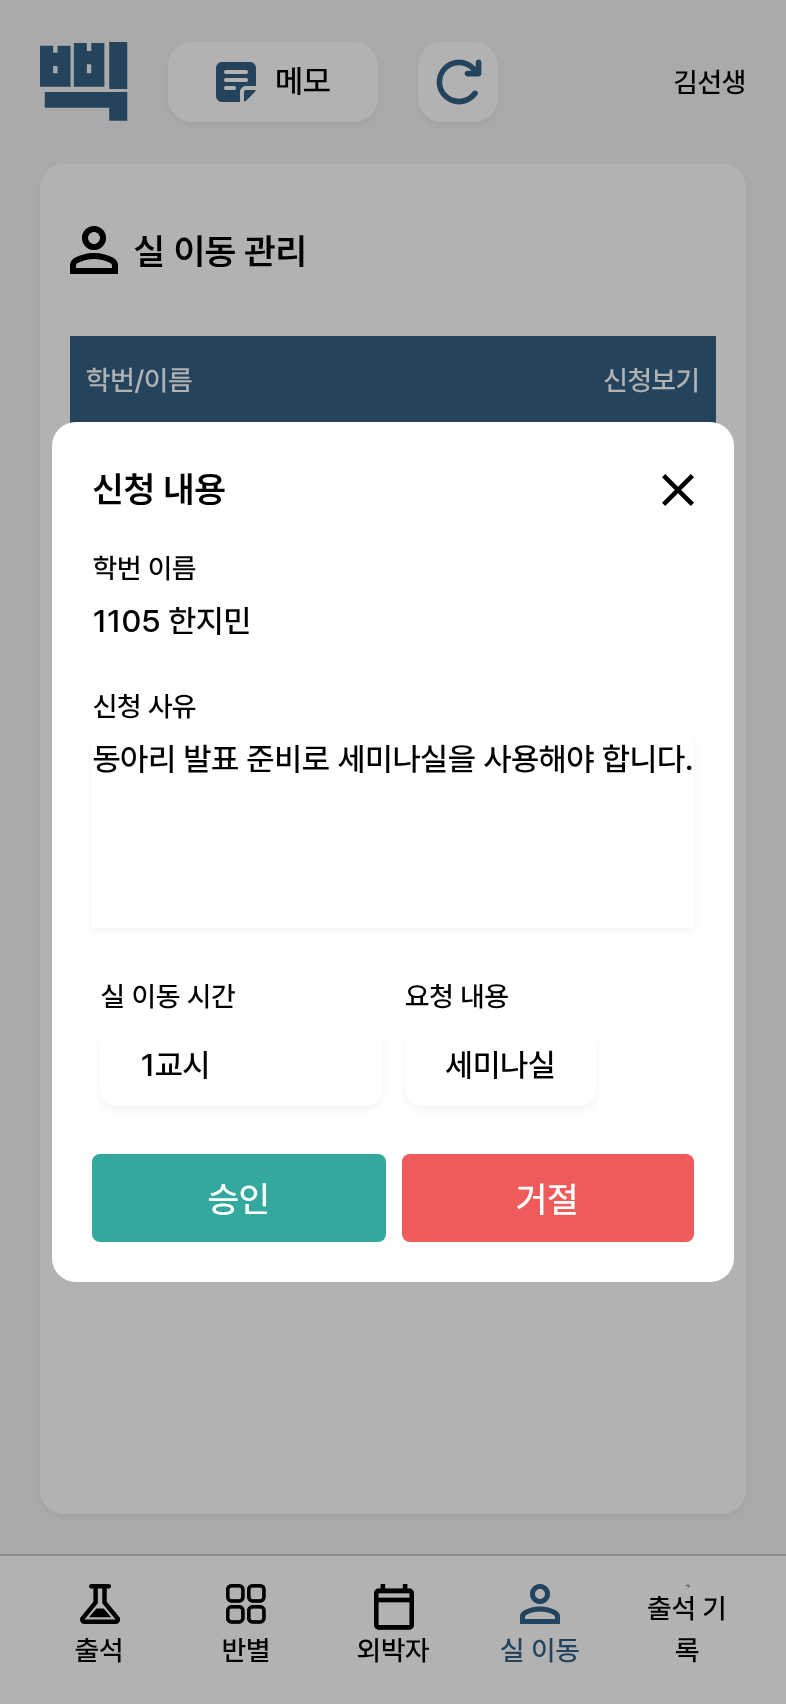 삑
메모
김선생
실 이동 관리
학번/이름 신청보기
신청 내용
학번 이름
1105 한지민
신청 사유
동아리 발표 준비로 세미나실을 사용해야 합니다.
실 이동 시간 요청 내용
1교시 세미나실
승인 거절
출석 반별 외박자 실 이동 출석 기
록